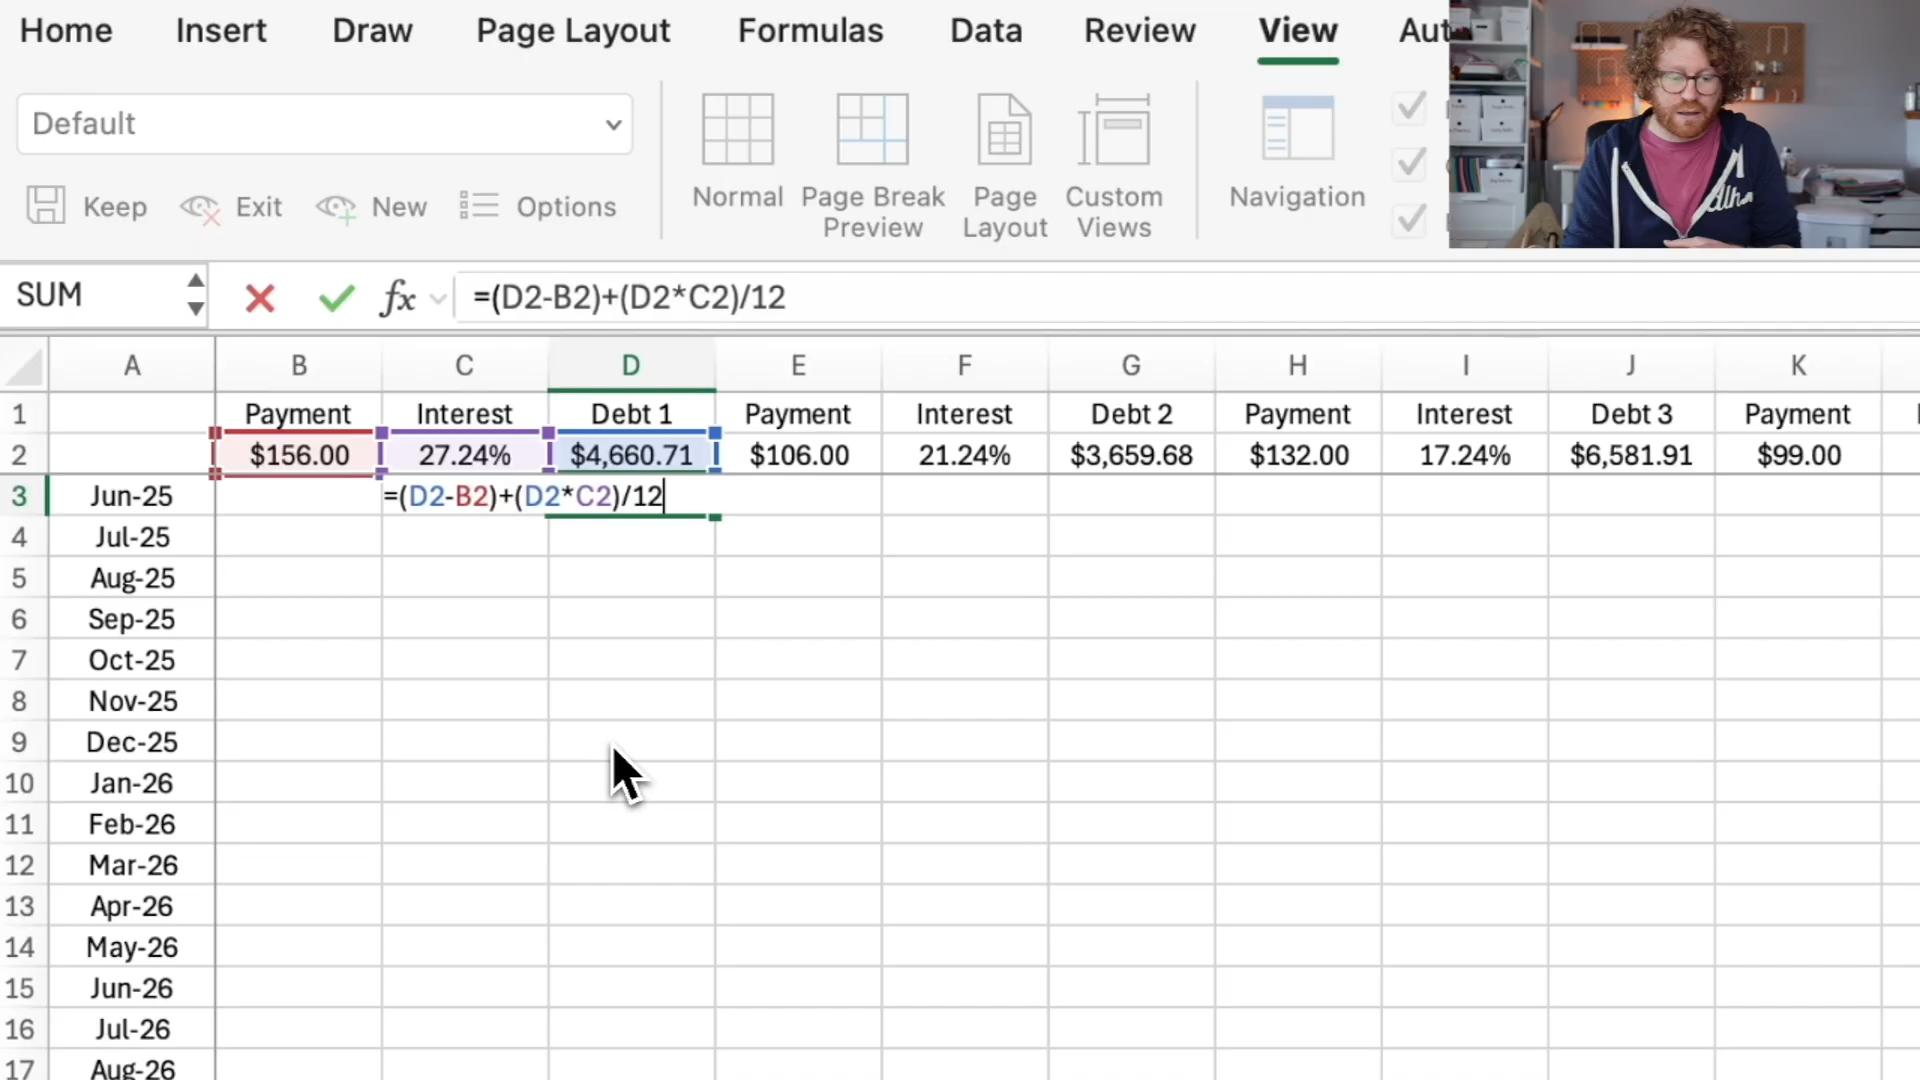 Home Insert Draw Page Layout Formulas Data Review View Aut
Default
Keep Exit New Options
Normal Page Break Preview Page Layout Custom Views Navigation
SUM fx =(D2-B2)+(D2*C2)/12
A B C D E F G H I J K
1 Payment Interest Debt 1 Payment Interest Debt 2 Payment Interest Debt 3 Payment
2 $156.00 27.24% $4,660.71 $106.00 21.24% $3,659.68 $132.00 17.24% $6,581.91 $99.00
3 Jun-25 =(D2-B2)+(D2*C2)/12
4 Jul-25
5 Aug-25
6 Sep-25
7 Oct-25
8 Nov-25
9 Dec-25
10 Jan-26
11 Feb-26
12 Mar-26
13 Apr-26
14 May-26
15 Jun-26
16 Jul-26
17 Aug-26